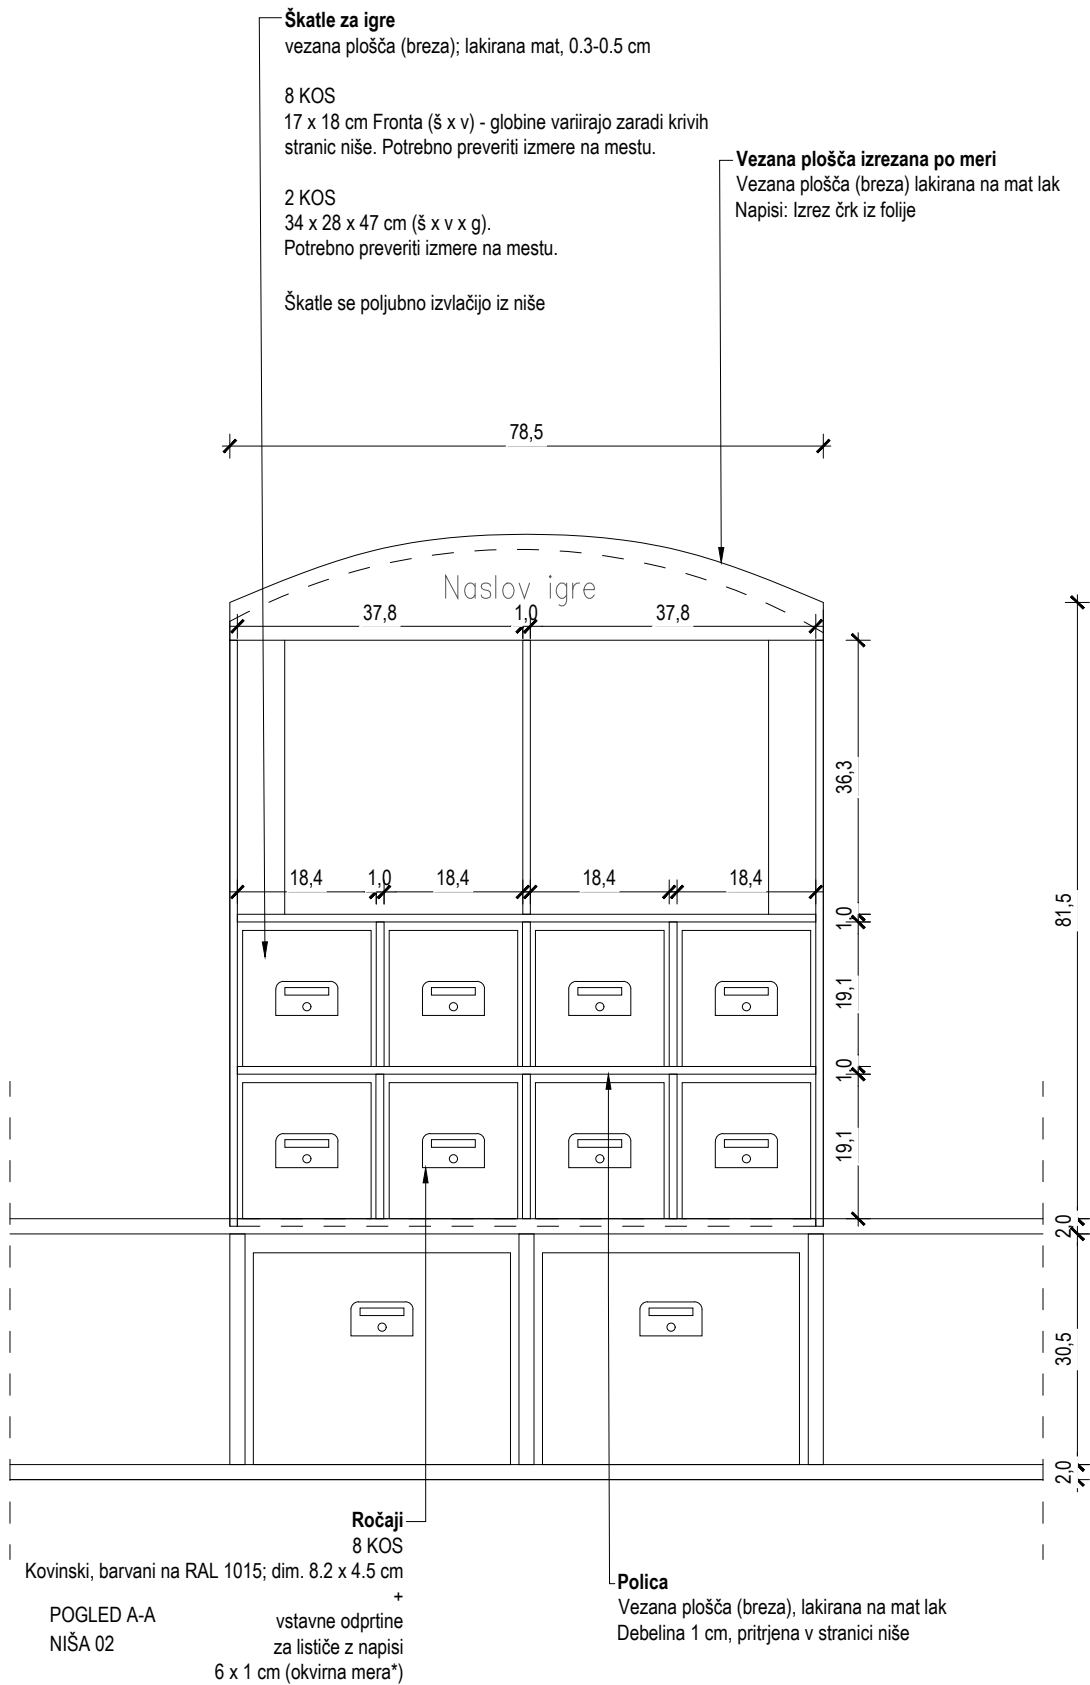 Škatle za igre
vezana plošča (breza); lakirana mat, 0.3-0.5 cm
8 KOS
17 x 18 cm Fronta (š x v) - globine variirajo zaradi krivih
stranic niše. Potrebno preveriti izmere na mestu.
2 KOS
34 x 28 x 47 cm (š x v x g).
Potrebno preveriti izmere na mestu.
Škatle se poljubno izvlačijo iz niše
Vezana plošča izrezana po meri
Vezana plošča (breza) lakirana na mat lak
Napisi: Izrez črk iz folije
78,5
Naslov igre
37,8 1,0 37,8
36,3
18,4 1,0 18,4 18,4 18,4
1,0
19,1
1,0
19,1
81,5
2,0
30,5
2,0
Ročaji
8 KOS
Kovinski, barvani na RAL 1015; dim. 8.2 x 4.5 cm
+
vstavne odprtine
za lističe z napisi
6 x 1 cm (okvirna mera*)
POGLED A-A
NIŠA 02
Polica
Vezana plošča (breza), lakirana na mat lak
Debelina 1 cm, pritrjena v stranici niše